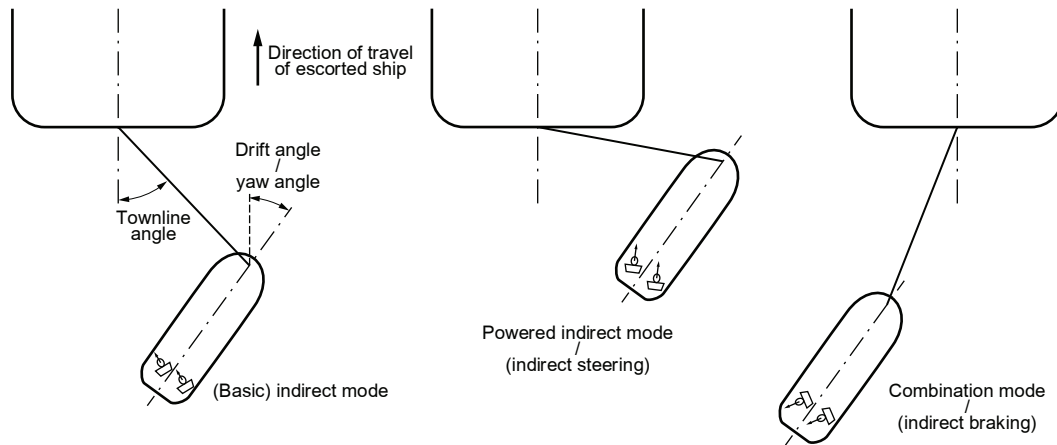 Direction of travel
of escorted ship
Drift angle
/
yaw angle
Townline
angle
(Basic) indirect mode
Powered indirect mode
/
(indirect steering)
Combination mode
/
(indirect braking)